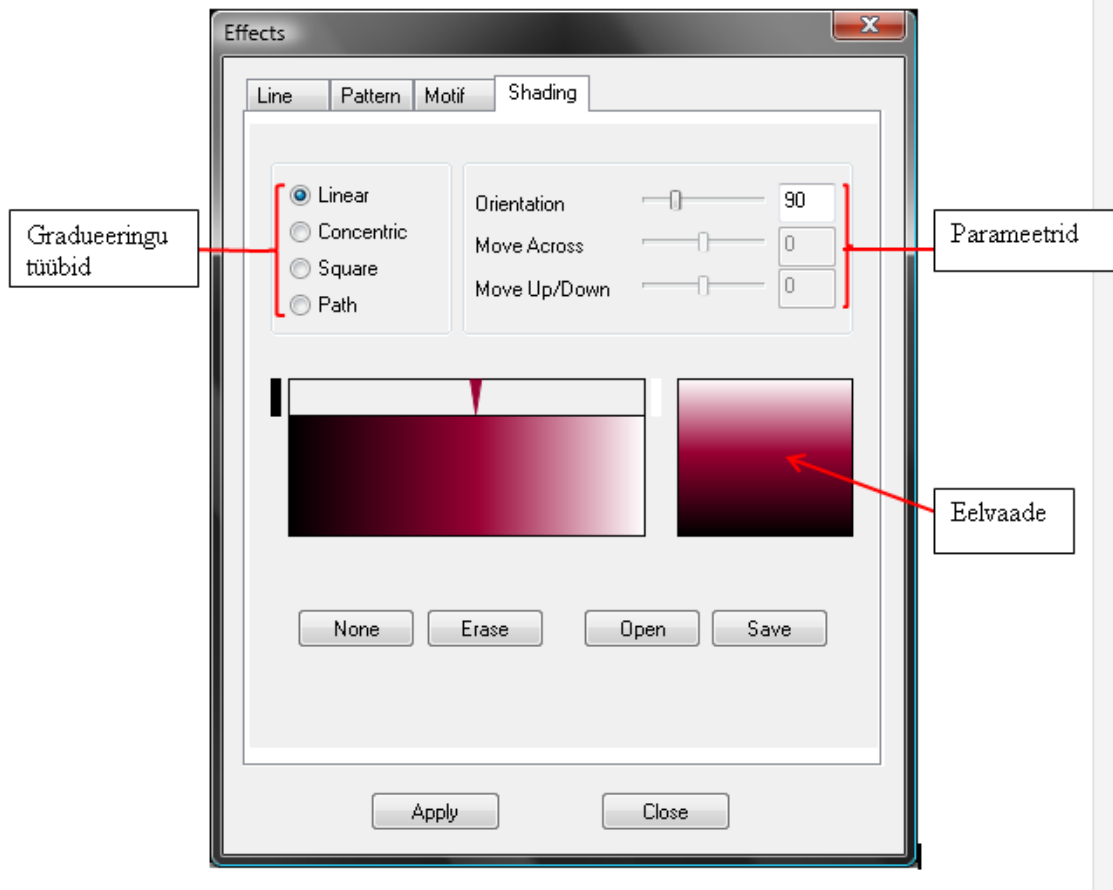 Effects
X
Line Pattern Motif Shading
Gradueeringu
tüübid
Linear
Concentric
Square
Path
Orientation 90
Move Across 0
Move Up/Down 0
Parameetrid
Eelvaade
None Erase Open Save
Apply Close